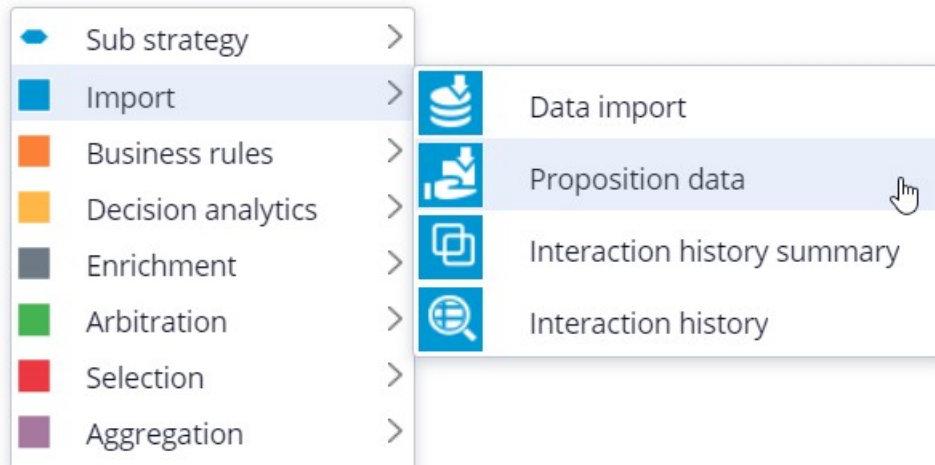 Sub strategy
Import
Business rules
Decision analytics
Enrichment
Arbitration
Selection
Aggregation
Data import
Proposition data
Interaction history summary
Interaction history